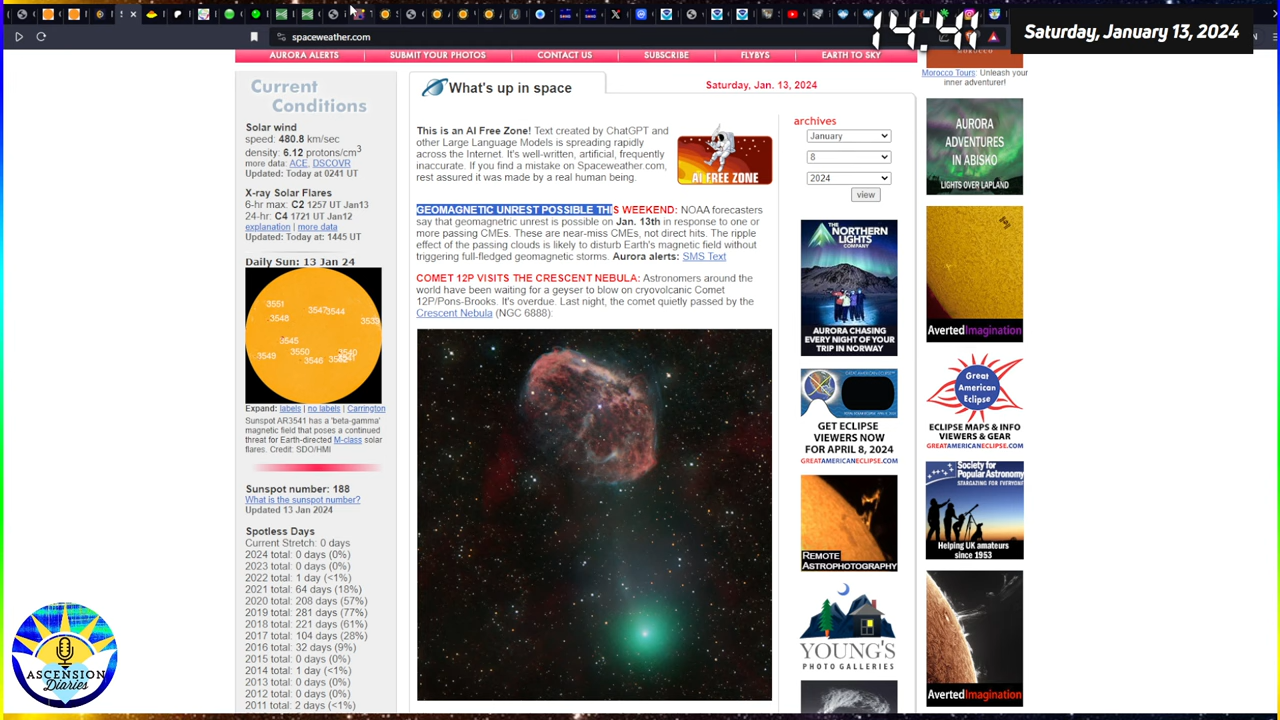 14:41
Saturday, January 13, 2024
spaceweather.com
AURORA ALERTS
SUBMIT YOUR PHOTOS
CONTACT US
SUBSCRIBE
FLYBYS
EARTH TO SKY
Current
Conditions
Solar wind
speed: 480.8 km/sec
density: 6.12 protons/cm3
more data: ACE, DSCOVR
Updated: Today at 0241 UT
X-ray Solar Flares
6-hr max: C2 1257 UT Jan13
24-hr: C4 1721 UT Jan12
explanation | more data
Updated: Today at: 1445 UT
Daily Sun: 13 Jan 24
3551
3548
3547
3544
3545
3550
3549
3546
Expand: labels | no labels | Carrington
Sunspot AR3541 has a 'beta-gamma'
magnetic field that poses a continued
threat for Earth-directed M-class solar
flares. Credit: SDO/HMI
Sunspot number: 188
What is the sunspot number?
Updated 13 Jan 2024
Spotless Days
Current Stretch: 0 days
2024 total: 0 days (0%)
2023 total: 0 days (0%)
2022 total: 1 day (<1%)
2021 total: 64 days (18%)
2020 total: 208 days (57%)
2019 total: 281 days (77%)
2018 total: 221 days (61%)
2017 total: 104 days (28%)
2016 total: 32 days (9%)
2015 total: 0 days (0%)
2014 total: 1 day (<1%)
2013 total: 0 days (0%)
2012 total: 0 days (0%)
2011 total: 2 days (<1%)
What's up in space
Saturday, Jan. 13, 2024
This is an AI Free Zone! Text created by ChatGPT and
other Large Language Models is spreading rapidly
across the Internet. It's well-written, artificial, frequently
inaccurate. If you find a mistake on Spaceweather.com,
rest assured it was made by a real human being.
AI FREE ZONE
GEOMAGNETIC UNREST POSSIBLE THIS WEEKEND: NOAA forecasters
say that geomagnetric unrest is possible on Jan. 13th in response to one or
more passing CMEs. These are near-miss CMEs, not direct hits. The ripple
effect of the passing clouds is likely to disturb Earth's magnetic field without
triggering full-fledged geomagnetic storms. Aurora alerts: SMS Text
COMET 12P VISITS THE CRESCENT NEBULA: Astronomers around the
world have been waiting for a geyser to blow on cryovolcanic Comet
12P/Pons-Brooks. It's overdue. Last night, the comet quietly passed by the
Crescent Nebula (NGC 6888):
archives
January
8
2024
view
THE
NORTHERN
LIGHTS
COMPANY
AURORA CHASING
EVERY NIGHT OF YOUR
TRIP IN NORWAY
GET ECLIPSE
VIEWERS NOW
FOR APRIL 8, 2024
GREATAMERICANECLIPSE.COM
REMOTE
ASTROPHOTOGRAPHY
YOUNG'S
PHOTO GALLERIES
Morocco Tours: Unleash your
inner adventurer!
AURORA
ADVENTURES
IN ABISKO
LIGHTS OVER LAPLAND
AvertedImagination
Great
American
Eclipse
ECLIPSE MAPS & INFO
VIEWERS & GEAR
GREATAMERICANECLIPSE.COM
Society for
Popular Astronomy
STARGAZING FOR EVERYONE
Helping UK amateurs
since 1953
AvertedImagination
ASCENSION
Diaries